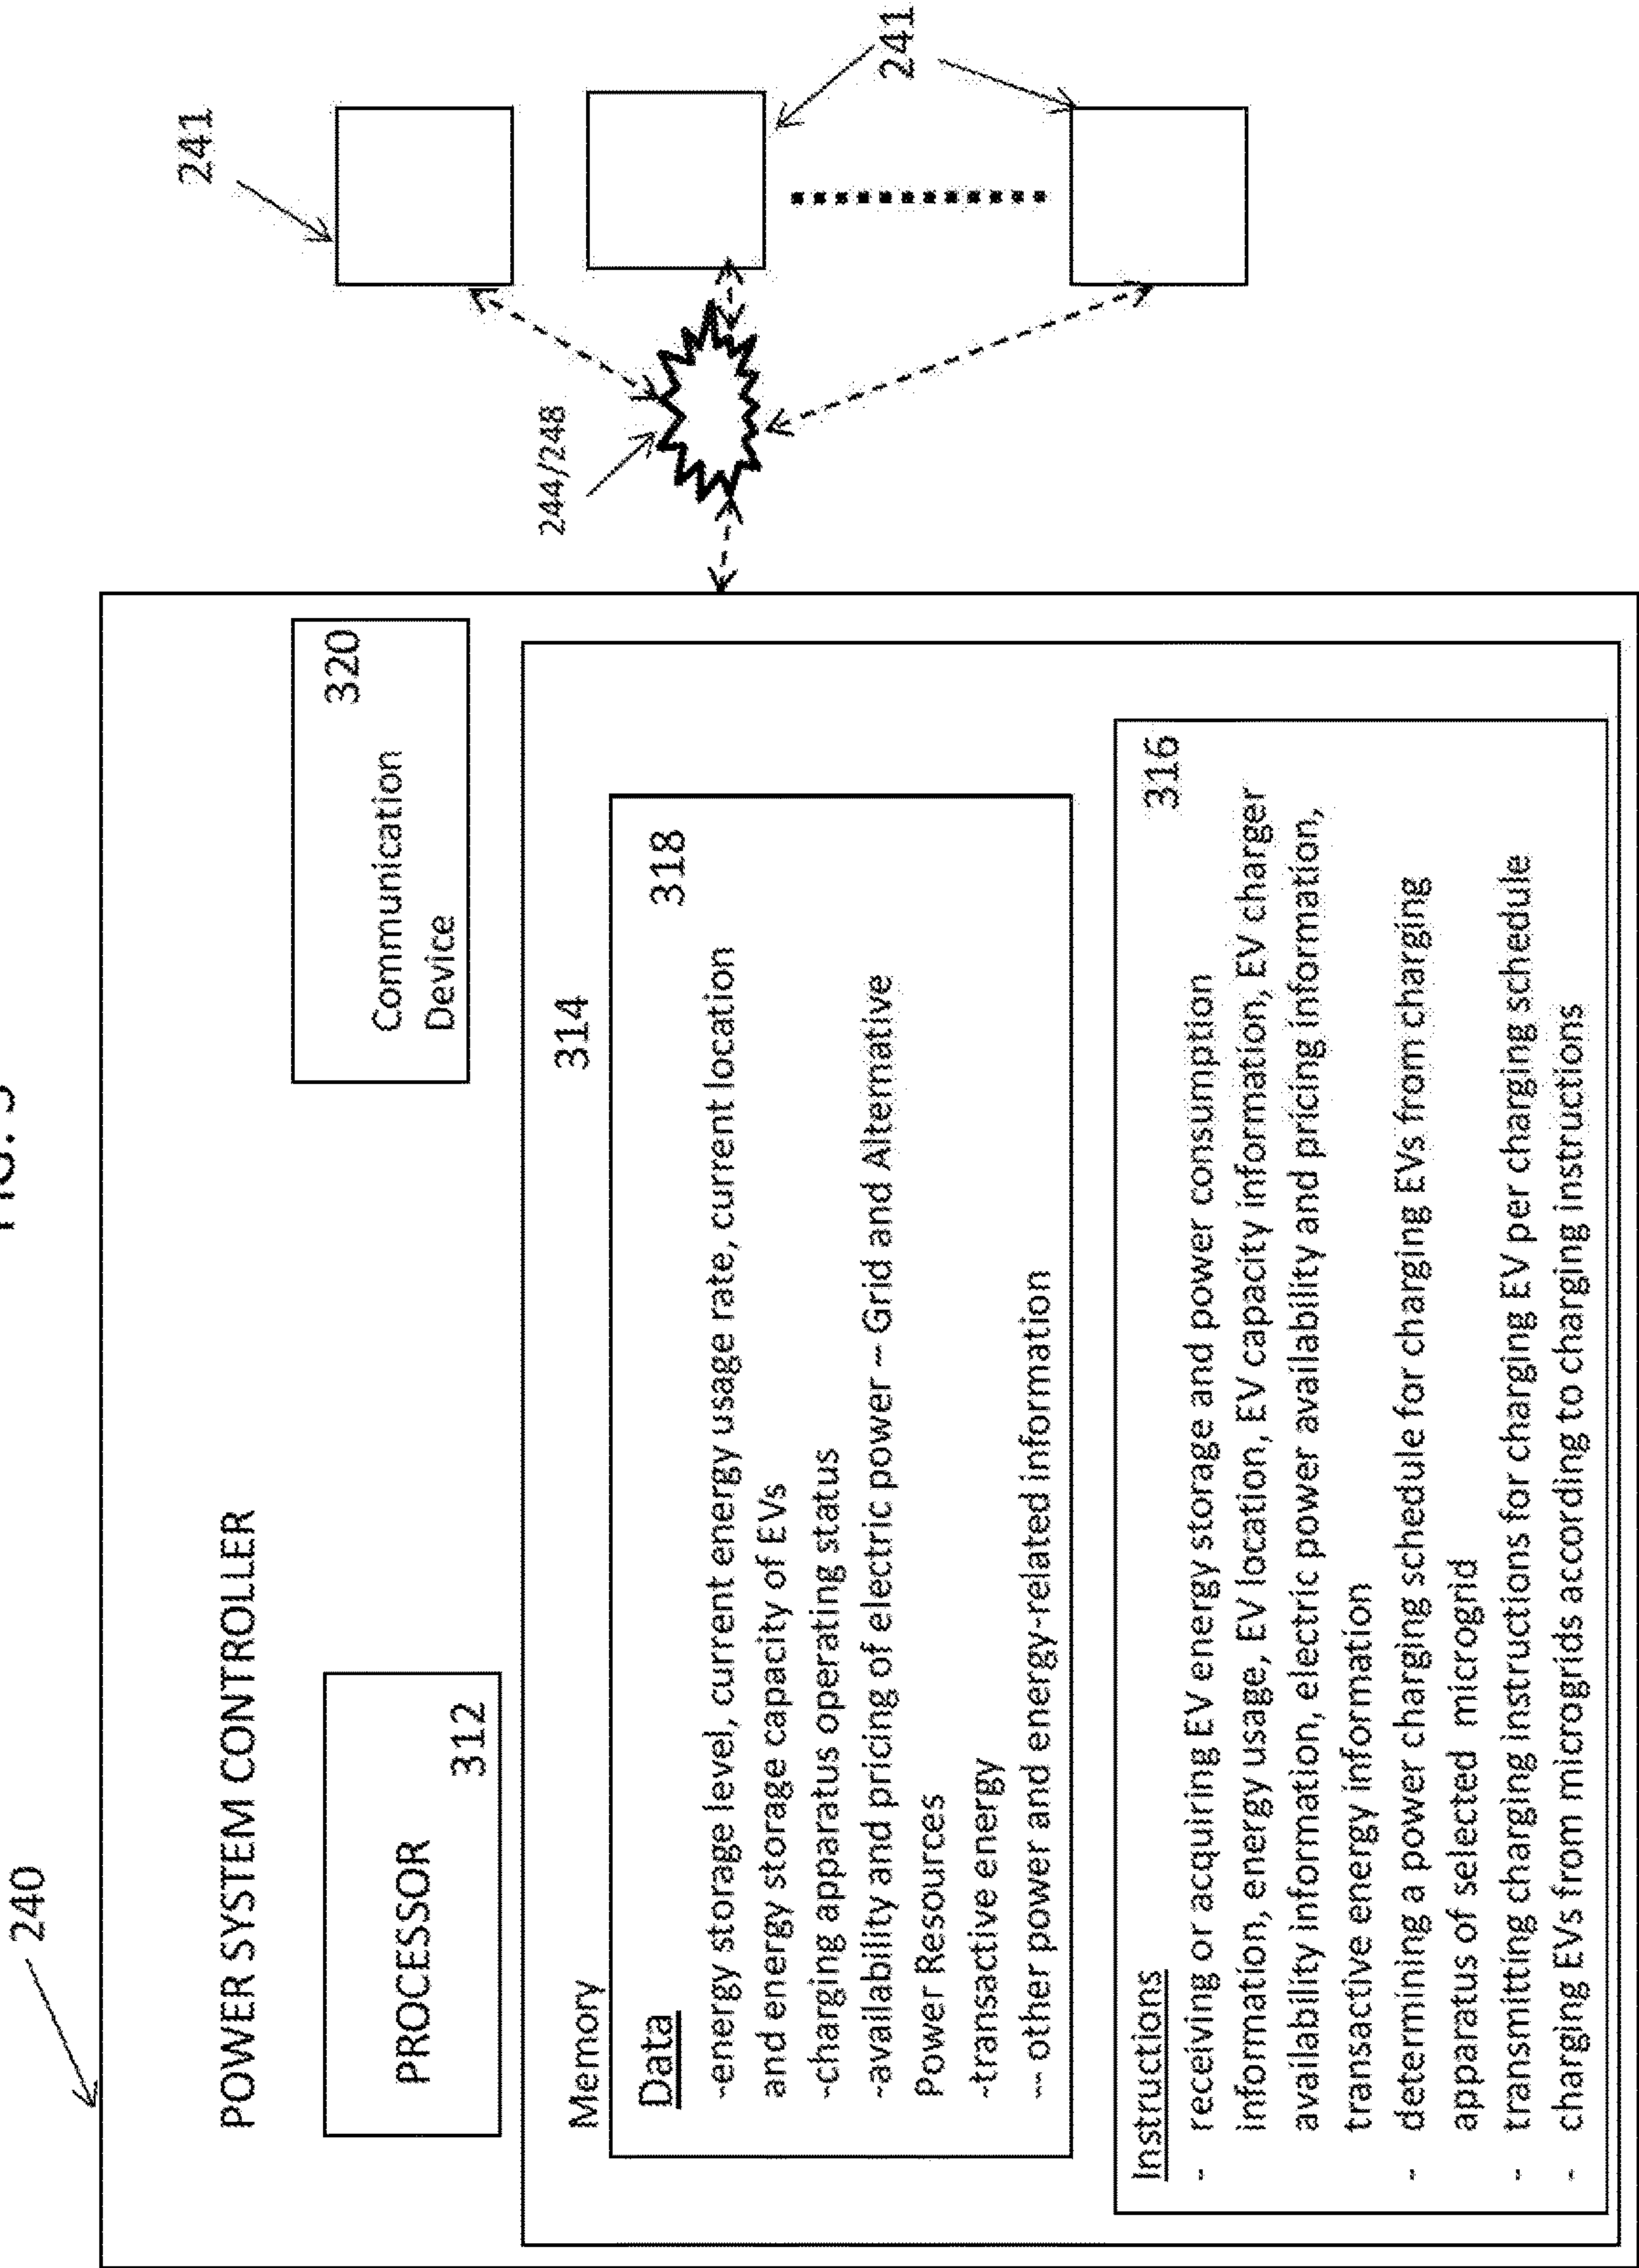 FIG.
240
POWER SYSTEM CONTROLLER
PROCESSOR
312
Communication
Device
320
Memory
314
Data
318
-energy storage level, current energy usage rate, current location
and energy storage capacity of EVs
-charging apparatus operating status
-availability and pricing of electric power -- Grid and Alternative
Power Resources
-transactive energy
--- other power and energy-related information
Instructions
316
- receiving or acquiring EV energy storage and power consumption
information, energy usage, EV location, EV capacity information, EV charger
availability information, electric power availability and pricing information,
transactive energy information
- determining a power charging schedule for charging EVs from charging
apparatus of selected microgrid
- transmitting charging instructions for charging EV per charging schedule
- charging EVs from microgrids according to charging instructions
244/248
241
241